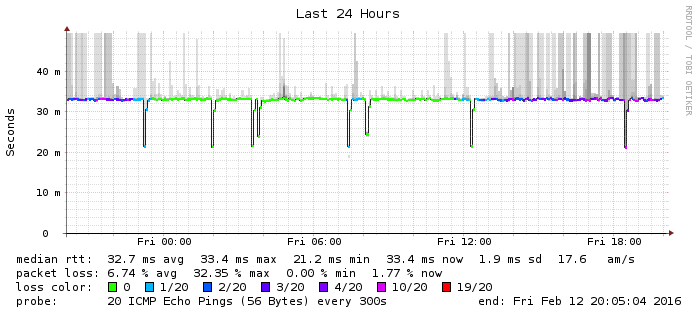 Last 24 Hours
RRDTOOL / TOBI OETIKER
Seconds
40 m
30 m
20 m
10 m
0
Fri 00:00 Fri 06:00 Fri 12:00 Fri 18:00
median rtt: 32.7 ms avg 33.4 ms max 21.2 ms min 33.4 ms now 1.9 ms sd 17.6 am/s
packet loss: 6.74 % avg 32.35 % max 0.00 % min 1.77 % now
loss color: 0 1/20 2/20 3/20 4/20 10/20 19/20
probe: 20 ICMP Echo Pings (56 Bytes) every 300s end: Fri Feb 12 20:05:04 2016